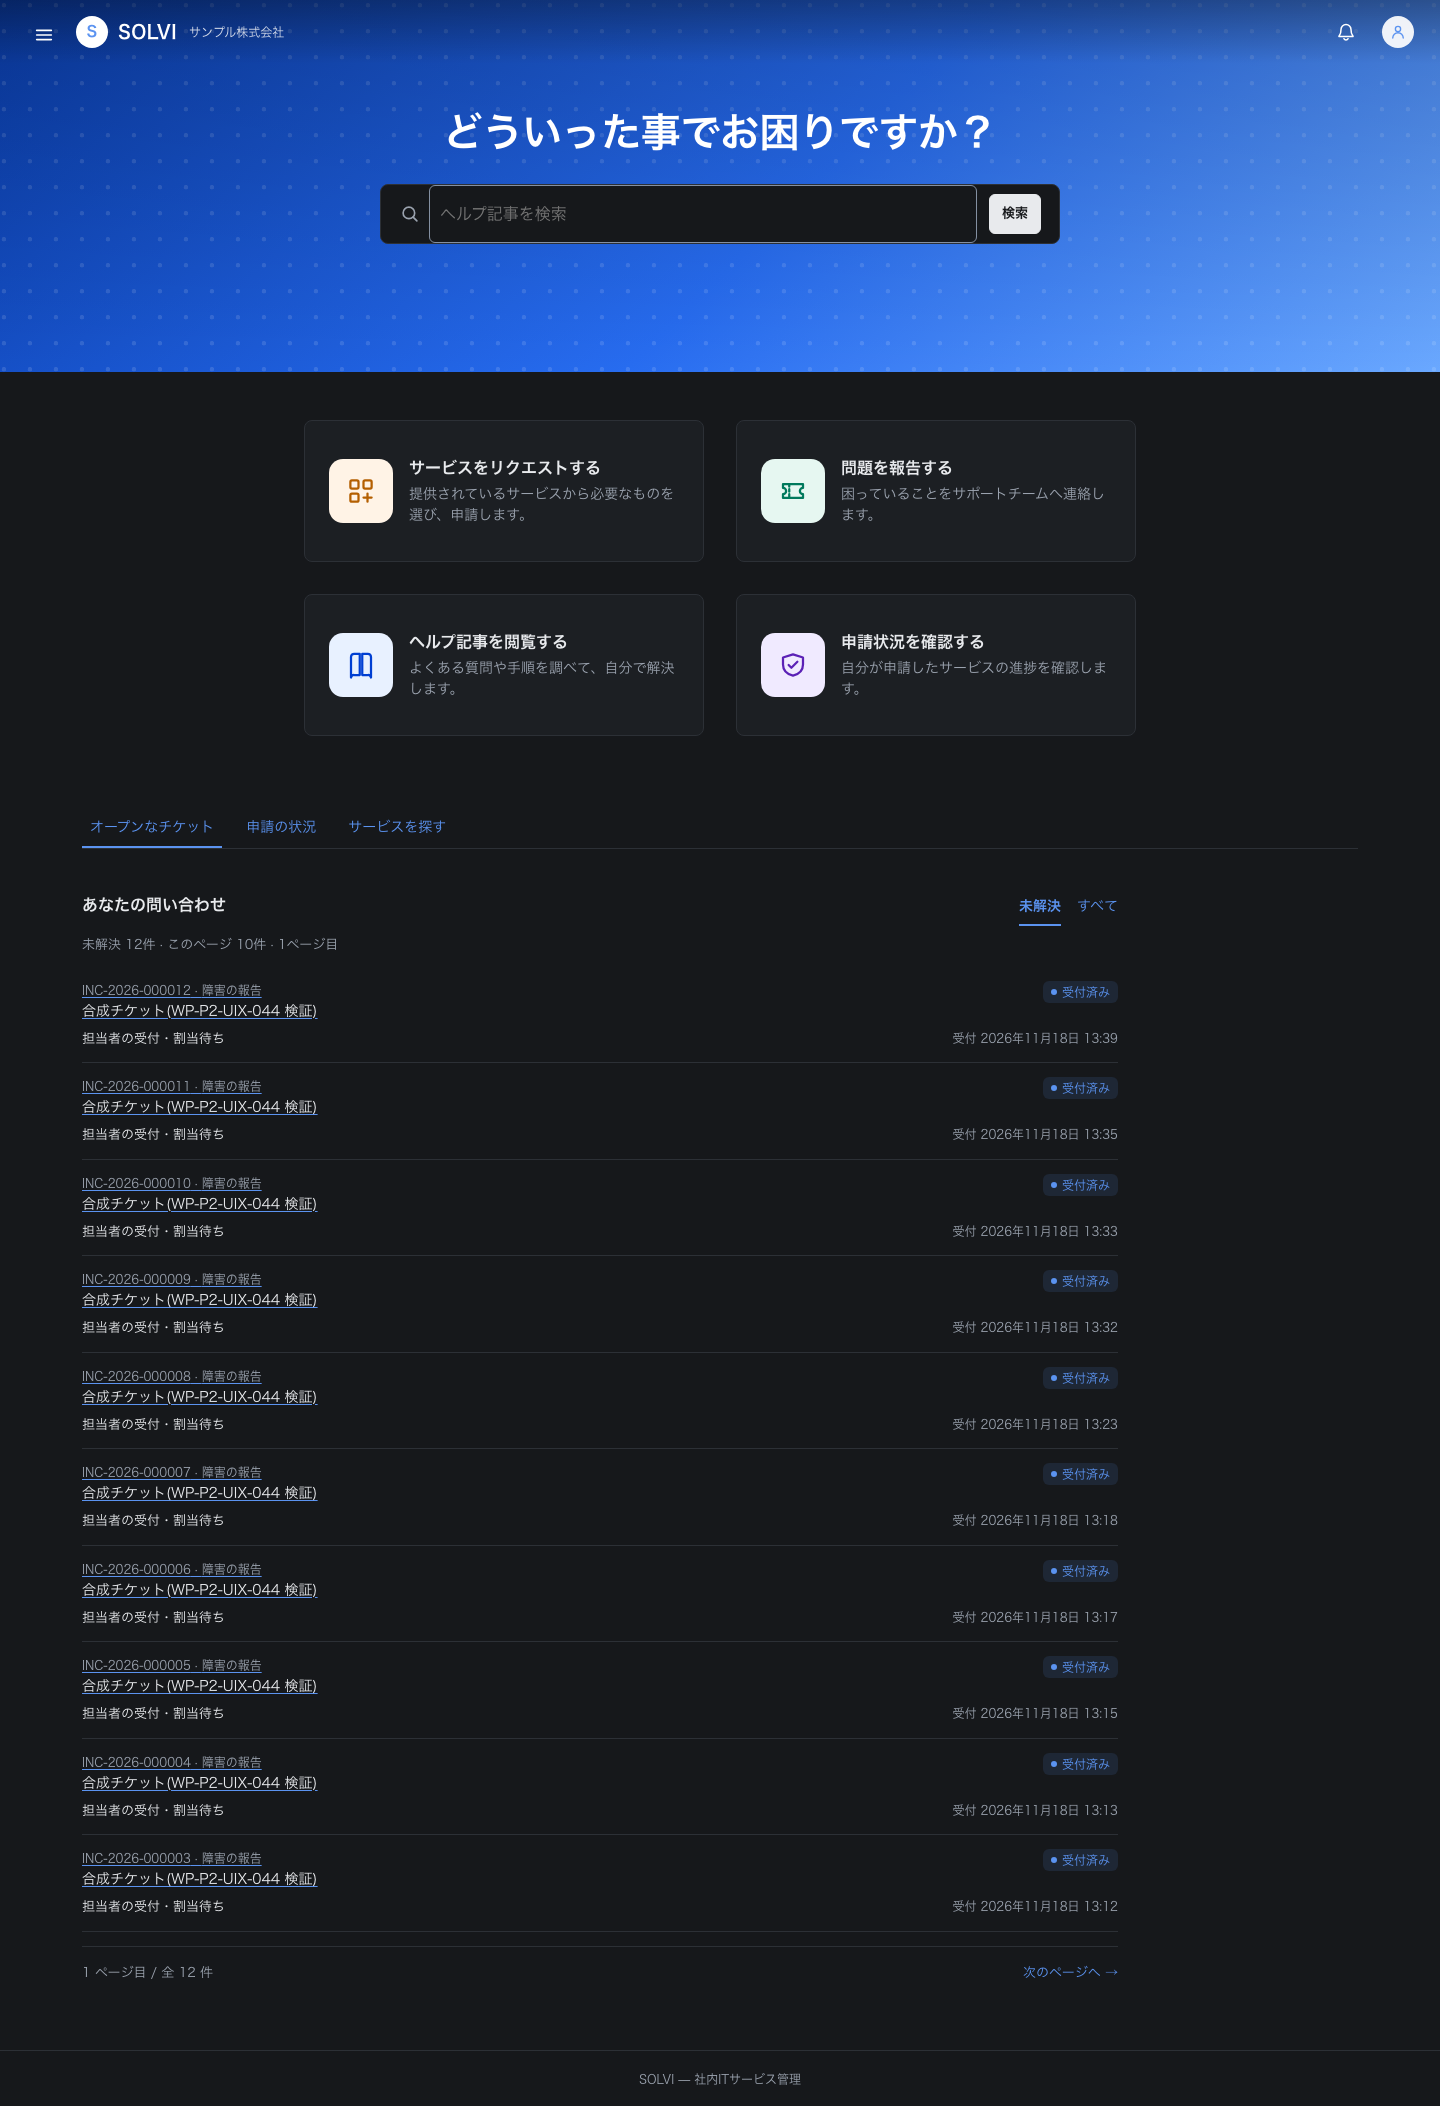 S SOLVI サンプル株式会社
どういった事でお困りですか？
ヘルプ記事を検索
検索
サービスをリクエストする
提供されているサービスから必要なものを
選び、申請します。
問題を報告する
困っていることをサポートチームへ連絡し
ます。
ヘルプ記事を閲覧する
よくある質問や手順を調べて、自分で解決
します。
申請状況を確認する
自分が申請したサービスの進捗を確認しま
す。
オープンなチケット 申請の状況 サービスを探す
あなたの問い合わせ
未解決 すべて
未解決 12件 · このページ 10件 · 1ページ目
INC-2026-000012 · 障害の報告
受付済み
合成チケット(WP-P2-UIX-044 検証)
担当者の受付・割当待ち
受付 2026年11月18日 13:39
INC-2026-000011 · 障害の報告
受付済み
合成チケット(WP-P2-UIX-044 検証)
担当者の受付・割当待ち
受付 2026年11月18日 13:35
INC-2026-000010 · 障害の報告
受付済み
合成チケット(WP-P2-UIX-044 検証)
担当者の受付・割当待ち
受付 2026年11月18日 13:33
INC-2026-000009 · 障害の報告
受付済み
合成チケット(WP-P2-UIX-044 検証)
担当者の受付・割当待ち
受付 2026年11月18日 13:32
INC-2026-000008 · 障害の報告
受付済み
合成チケット(WP-P2-UIX-044 検証)
担当者の受付・割当待ち
受付 2026年11月18日 13:23
INC-2026-000007 · 障害の報告
受付済み
合成チケット(WP-P2-UIX-044 検証)
担当者の受付・割当待ち
受付 2026年11月18日 13:18
INC-2026-000006 · 障害の報告
受付済み
合成チケット(WP-P2-UIX-044 検証)
担当者の受付・割当待ち
受付 2026年11月18日 13:17
INC-2026-000005 · 障害の報告
受付済み
合成チケット(WP-P2-UIX-044 検証)
担当者の受付・割当待ち
受付 2026年11月18日 13:15
INC-2026-000004 · 障害の報告
受付済み
合成チケット(WP-P2-UIX-044 検証)
担当者の受付・割当待ち
受付 2026年11月18日 13:13
INC-2026-000003 · 障害の報告
受付済み
合成チケット(WP-P2-UIX-044 検証)
担当者の受付・割当待ち
受付 2026年11月18日 13:12
1 ページ目 / 全 12 件
次のページへ →
SOLVI — 社内ITサービス管理